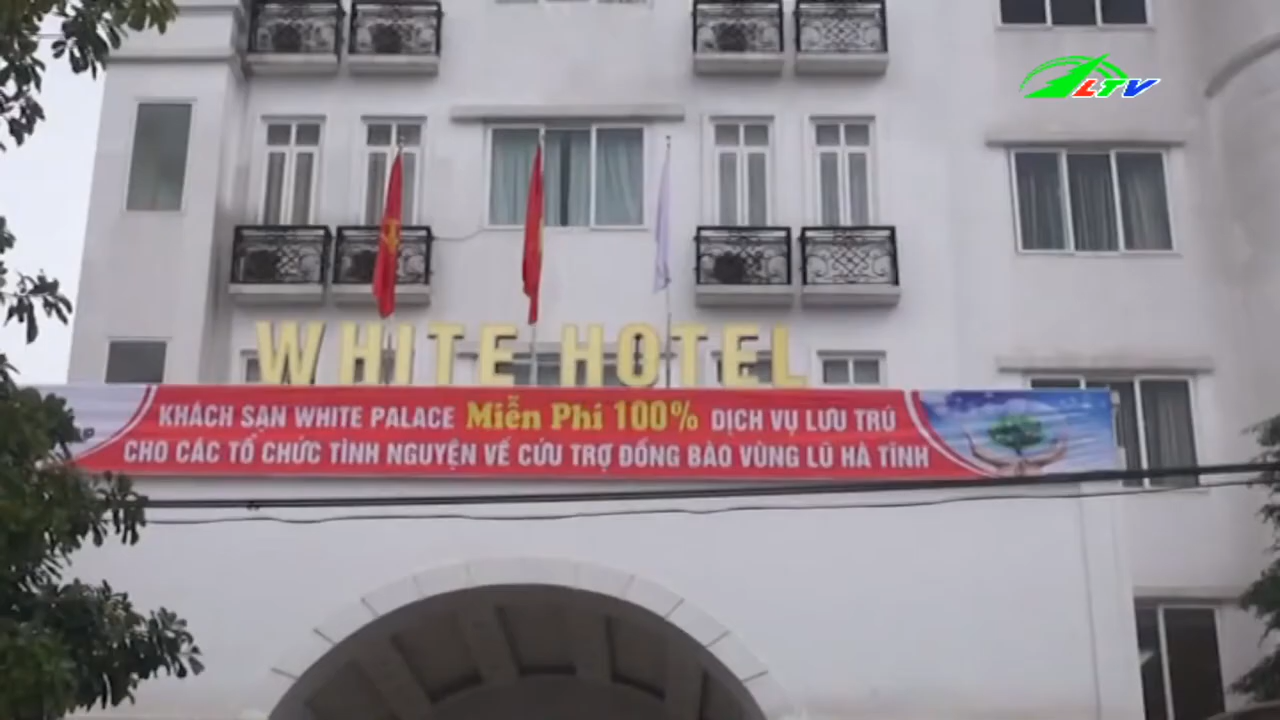 LTV
WHITE HOTEL
KHÁCH SẠN WHITE PALACE Miễn Phí 100% DỊCH VỤ LƯU TRÚ
CHO CÁC TỔ CHỨC TÌNH NGUYỆN VỀ CỨU TRỢ ĐỒNG BÀO VÙNG LŨ HÀ TĨNH